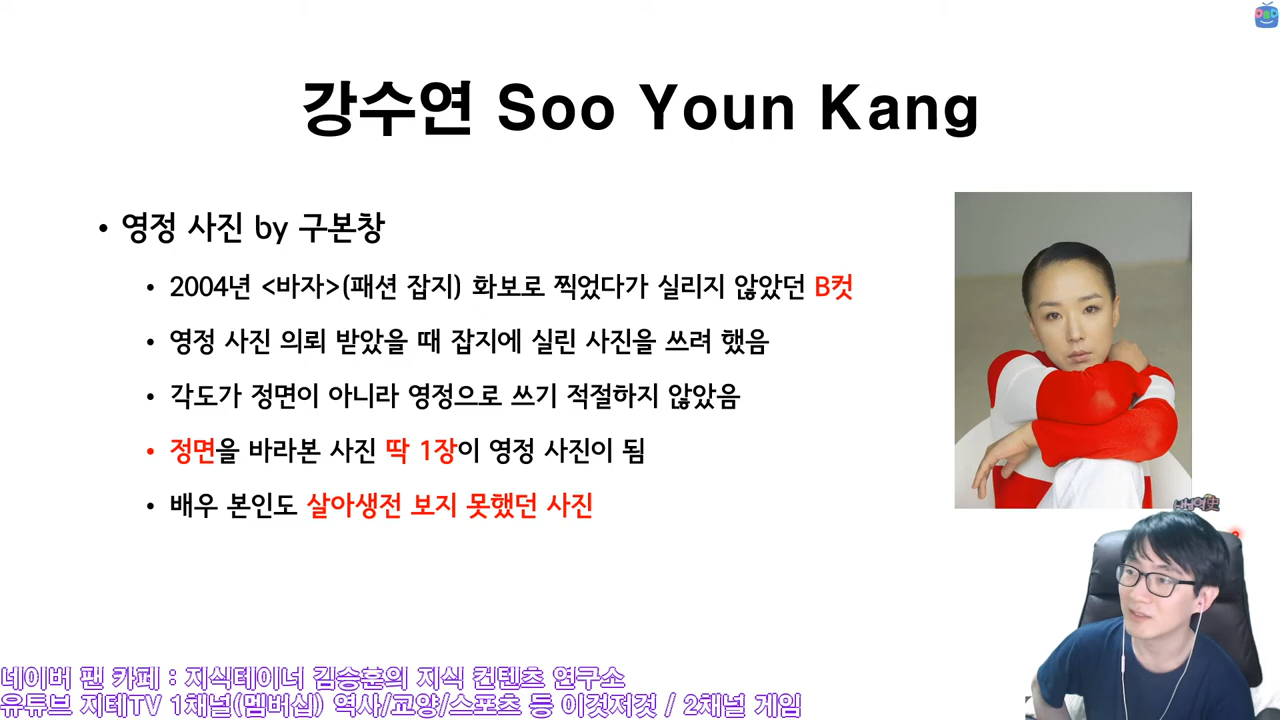 강수연 Soo Youn Kang
• 영정 사진 by 구본창
• 2004년 <바자>(패션 잡지) 화보로 찍었다가 실리지 않았던 B컷
• 영정 사진 의뢰 받았을 때 잡지에 실린 사진을 쓰려 했음
• 각도가 정면이 아니라 영정으로 쓰기 적절하지 않았음
• 정면을 바라본 사진 딱 1장이 영정 사진이 됨
• 배우 본인도 살아생전 보지 못했던 사진
네이버 팬 카페 : 지식테이너 김승훈의 지식 컨텐츠 연구소
유튜브 지테TV 1채널(멤버십) 역사/교양/스포츠 등 이것저것 / 2채널 게임